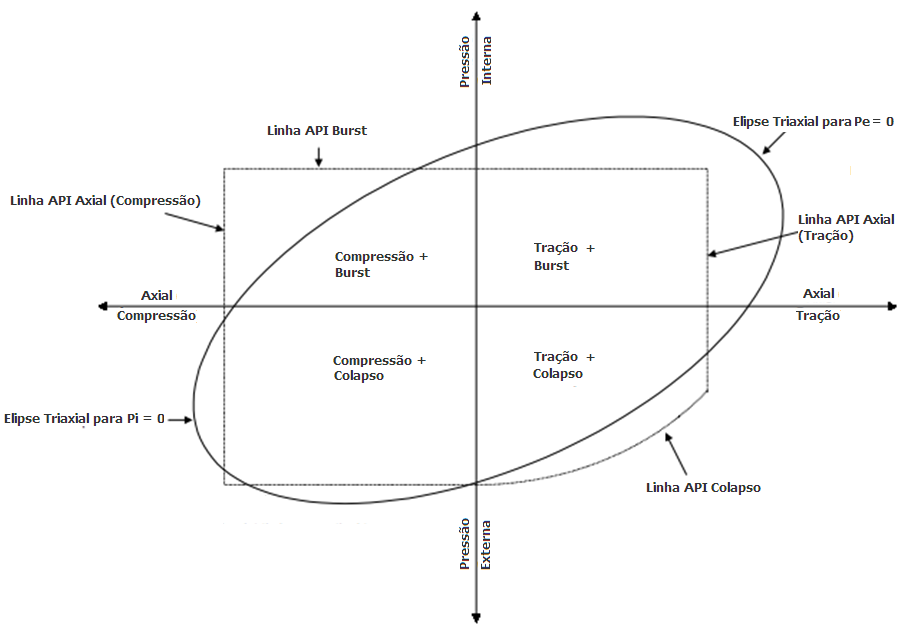 Pressão
Interna
Elipse Triaxial para Pe = 0
Linha API Burst
Linha API Axial (Compressão)
Linha API Axial
(Tração)
Compressão +
Burst
Tração +
Burst
Axial
Compressão
Axial
Tração
Compressão +
Colapso
Tração +
Colapso
Elipse Triaxial para Pi = 0
Linha API Colapso
Pressão
Externa